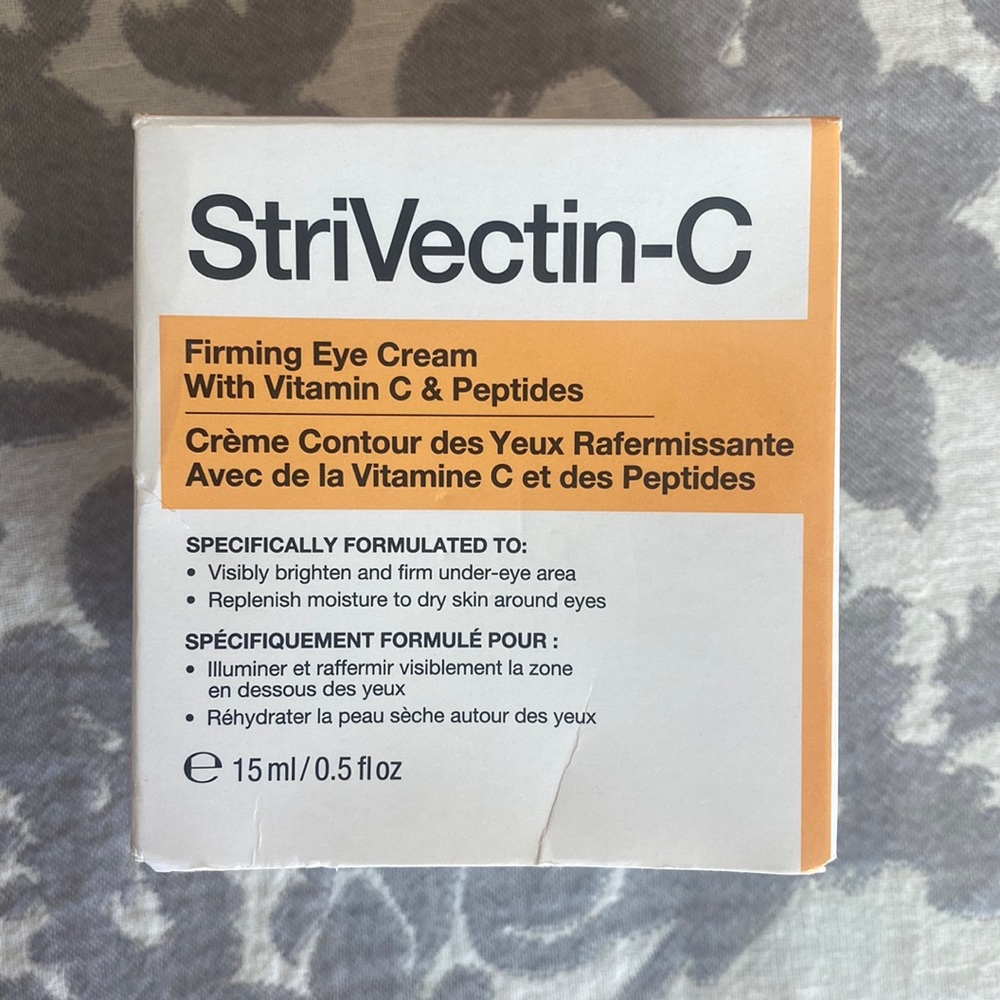 StriVectin-C
Firming Eye Cream
With Vitamin C & Peptides
Crème Contour des Yeux Rafermissante
Avec de la Vitamine C et des Peptides
SPECIFICALLY FORMULATED TO:
• Visibly brighten and firm under-eye area
• Replenish moisture to dry skin around eyes
SPÉCIFIQUEMENT FORMULÉ POUR :
• Illuminer et raffermir visiblement la zone
en dessous des yeux
• Réhydrater la peau sèche autour des yeux
℮ 15 ml / 0.5 fl oz